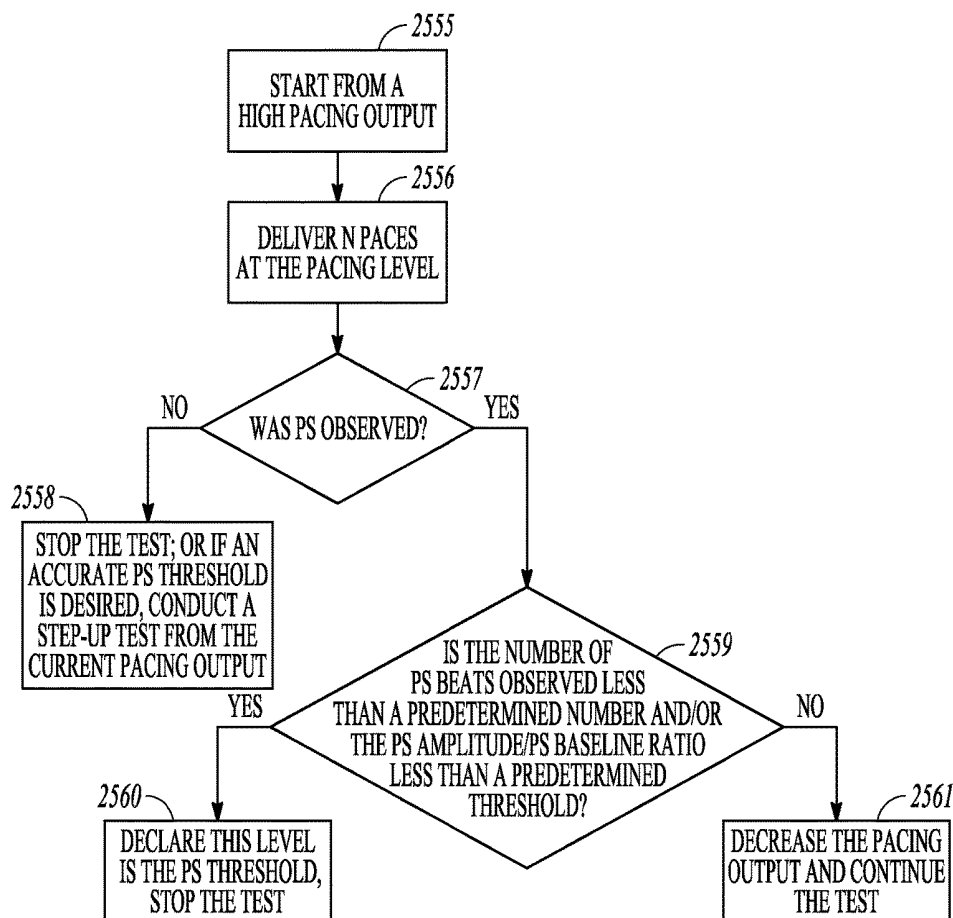 2555
START FROM A
HIGH PACING OUTPUT
2556
DELIVER N PACES
AT THE PACING LEVEL
2557
NO
YES
WAS PS OBSERVED?
2558
STOP THE TEST; OR IF AN
ACCURATE PS THRESHOLD
IS DESIRED, CONDUCT A
STEP-UP TEST FROM THE
CURRENT PACING OUTPUT
2559
IS THE NUMBER OF
PS BEATS OBSERVED LESS
THAN A PREDETERMINED NUMBER AND/OR
THE PS AMPLITUDE/PS BASELINE RATIO
LESS THAN A PREDETERMINED
THRESHOLD?
YES
NO
2560
DECLARE THIS LEVEL
IS THE PS THRESHOLD,
STOP THE TEST
2561
DECREASE THE PACING
OUTPUT AND CONTINUE
THE TEST